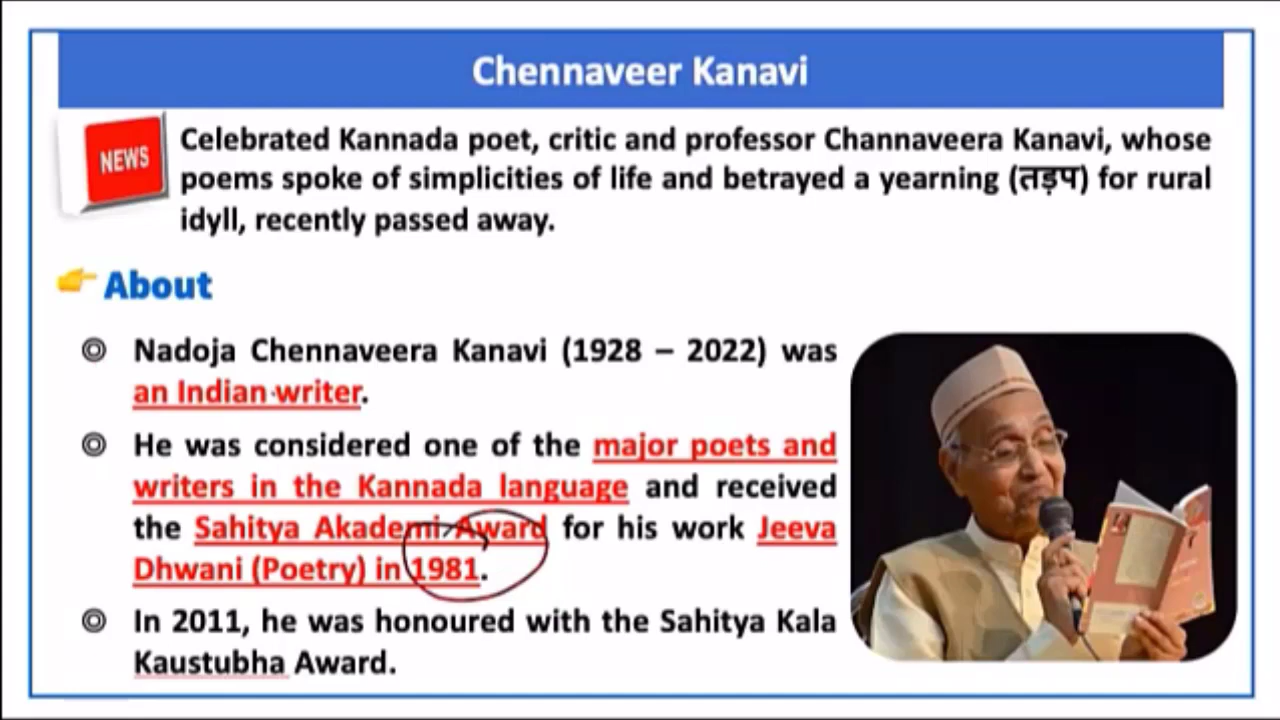 Chennaveer Kanavi
NEWS
Celebrated Kannada poet, critic and professor Channaveera Kanavi, whose
poems spoke of simplicities of life and betrayed a yearning (तड़प) for rural
idyll, recently passed away.
About
Nadoja Chennaveera Kanavi (1928 – 2022) was
an Indian writer.
He was considered one of the major poets and
writers in the Kannada language and received
the Sahitya Akademi Award for his work Jeeva
Dhwani (Poetry) in 1981.
In 2011, he was honoured with the Sahitya Kala
Kaustubha Award.